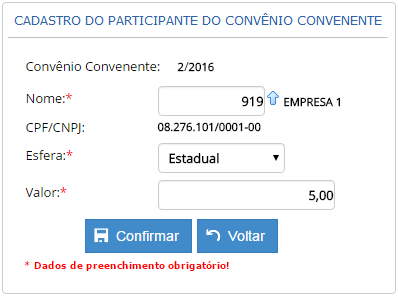 CADASTRO DO PARTICIPANTE DO CONVÊNIO CONVENENTE
Convênio Convenente: 2/2016
Nome:* 919 EMPRESA 1
CPF/CNPJ: 08.276.101/0001-00
Esfera:* Estadual
Valor:* 5,00
Confirmar Voltar
* Dados de preenchimento obrigatório!